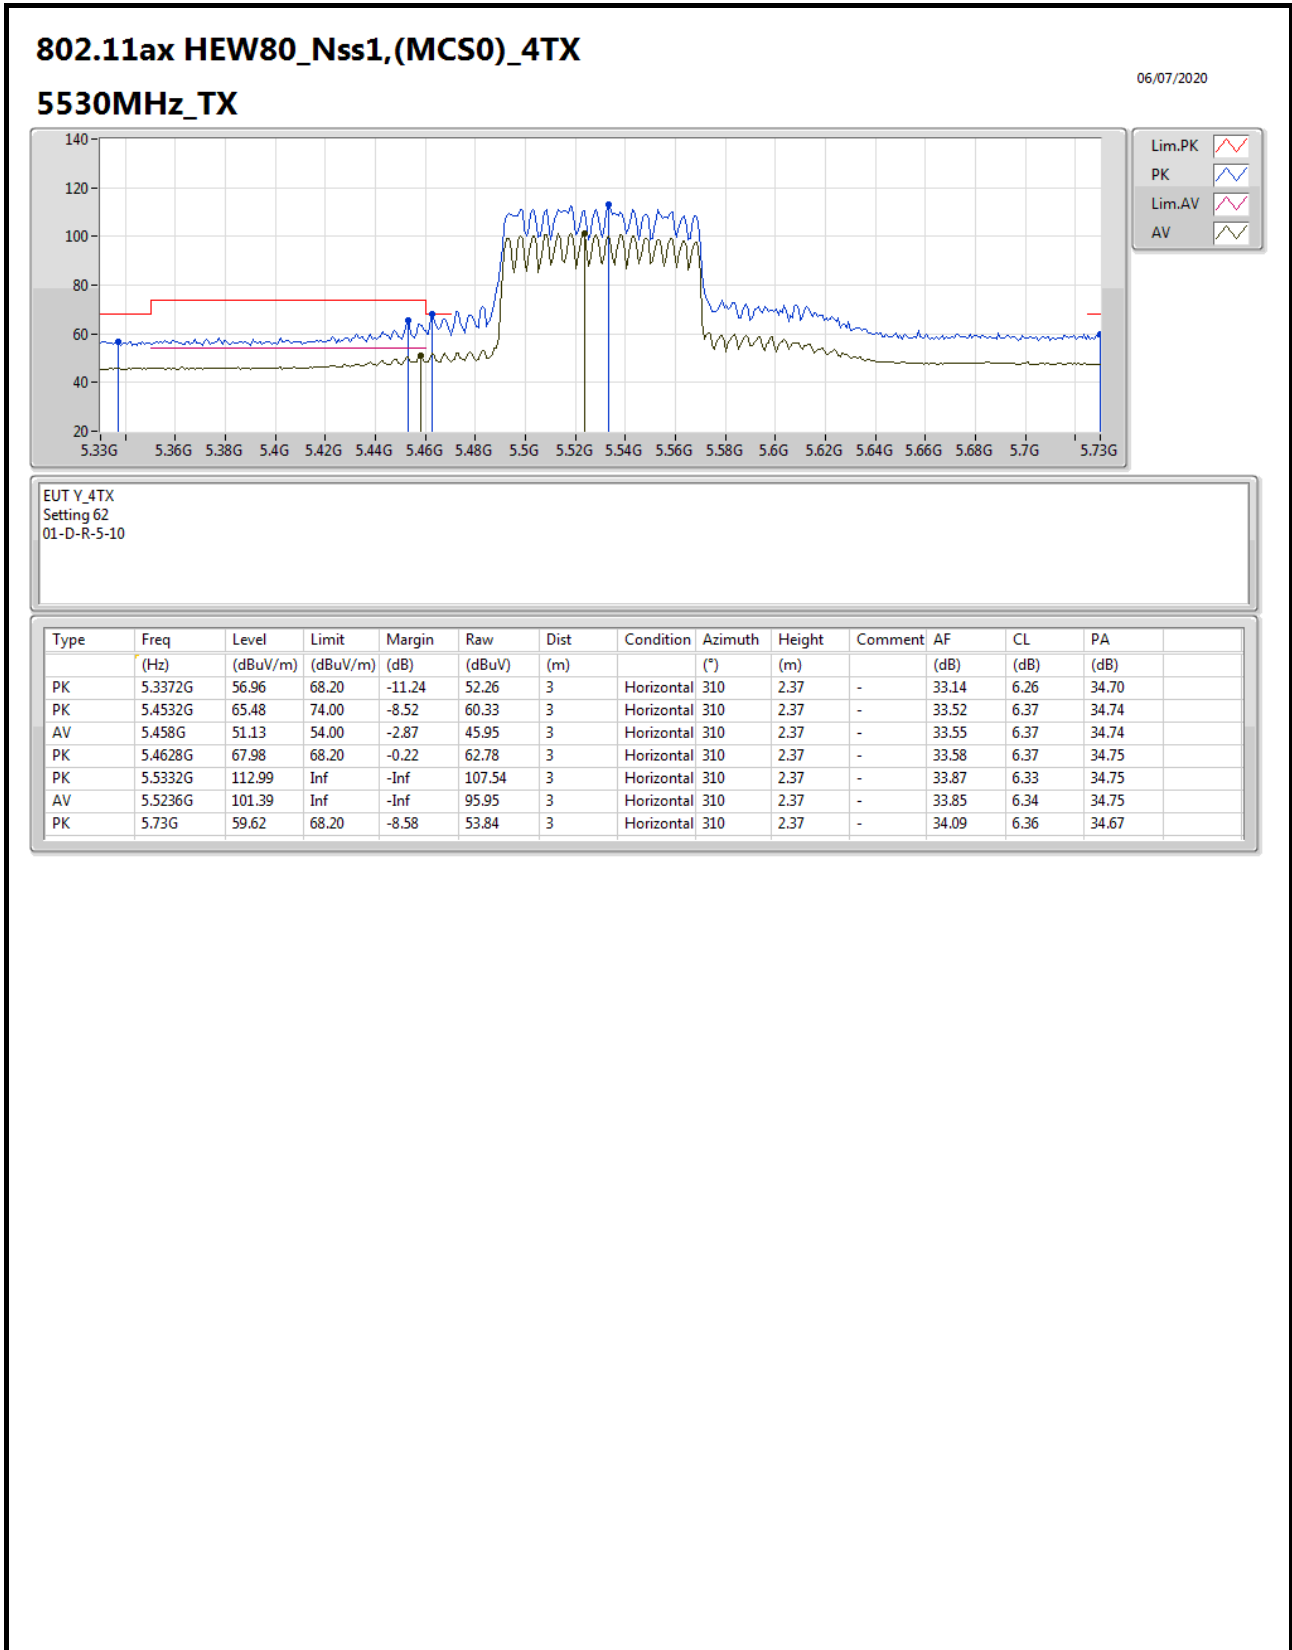 802.11ax HEW80_Nss1,(MCS0)_4TX
06/07/2020
5530MHz_TX
140
120
100
80
60
40
20
5.33G 5.36G 5.38G 5.4G 5.42G 5.44G 5.46G 5.48G 5.5G 5.52G 5.54G 5.56G 5.58G 5.6G 5.62G 5.64G 5.66G 5.68G 5.7G 5.73G
Lim.PK
PK
Lim.AV
AV
EUT Y_4TX
Setting 62
01-D-R-5-10
Type Freq Level Limit Margin Raw Dist Condition Azimuth Height Comment AF CL PA
(Hz) (dBuV/m) (dBuV/m) (dB) (dBuV) (m) (°) (m) (dB) (dB) (dB)
PK 5.3372G 56.96 68.20 -11.24 52.26 3 Horizontal 310 2.37 - 33.14 6.26 34.70
PK 5.4532G 65.48 74.00 -8.52 60.33 3 Horizontal 310 2.37 - 33.52 6.37 34.74
AV 5.458G 51.13 54.00 -2.87 45.95 3 Horizontal 310 2.37 - 33.55 6.37 34.74
PK 5.4628G 67.98 68.20 -0.22 62.78 3 Horizontal 310 2.37 - 33.58 6.37 34.75
PK 5.5332G 112.99 Inf -Inf 107.54 3 Horizontal 310 2.37 - 33.87 6.33 34.75
AV 5.5236G 101.39 Inf -Inf 95.95 3 Horizontal 310 2.37 - 33.85 6.34 34.75
PK 5.73G 59.62 68.20 -8.58 53.84 3 Horizontal 310 2.37 - 34.09 6.36 34.67